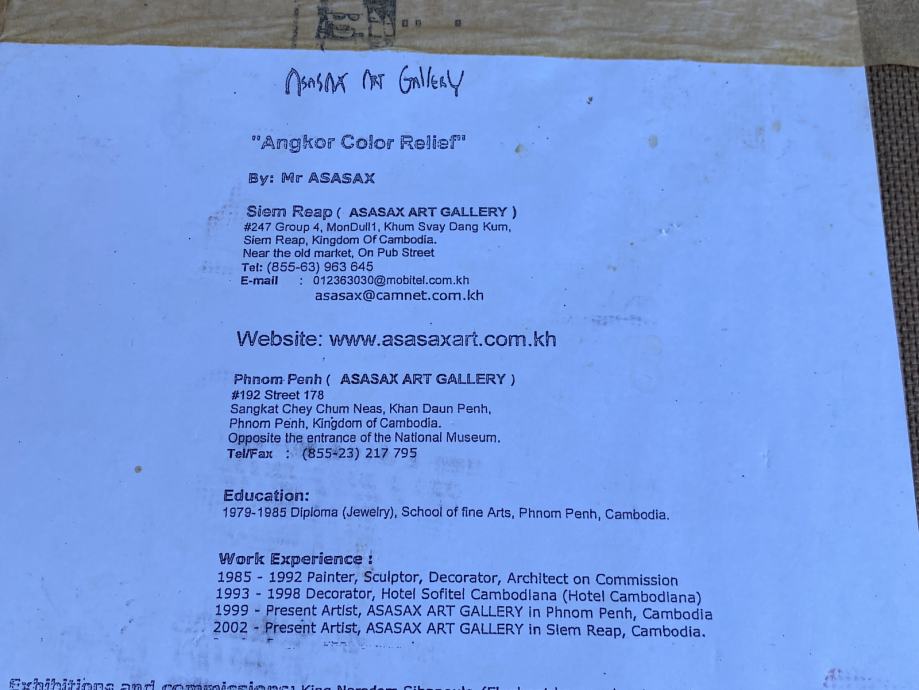 ASASAX ART GALLERY
"Angkor Color Relief"
By: Mr ASASAX
Siem Reap ( ASASAX ART GALLERY )
#247 Group 4, MonDull1, Khum Svay Dang Kum,
Siem Reap, Kingdom Of Cambodia.
Near the old market, On Pub Street
Tel: (855-63) 963 645
E-mail : 012363030@mobitel.com.kh
asasax@camnet.com.kh
Website: www.asasaxart.com.kh
Phnom Penh ( ASASAX ART GALLERY )
#192 Street 178
Sangkat Chey Chum Neas, Khan Daun Penh,
Phnom Penh, Kingdom of Cambodia.
Opposite the entrance of the National Museum.
Tel/Fax : (855-23) 217 795
Education:
1979-1985 Diploma (Jewelry), School of fine Arts, Phnom Penh, Cambodia.
Work Experience :
1985 - 1992 Painter, Sculptor, Decorator, Architect on Commission
1993 - 1998 Decorator, Hotel Sofitel Cambodiana (Hotel Cambodiana)
1999 - Present Artist, ASASAX ART GALLERY in Phnom Penh, Cambodia
2002 - Present Artist, ASASAX ART GALLERY in Siem Reap, Cambodia.
Exhibitions and commissions: King Norodom